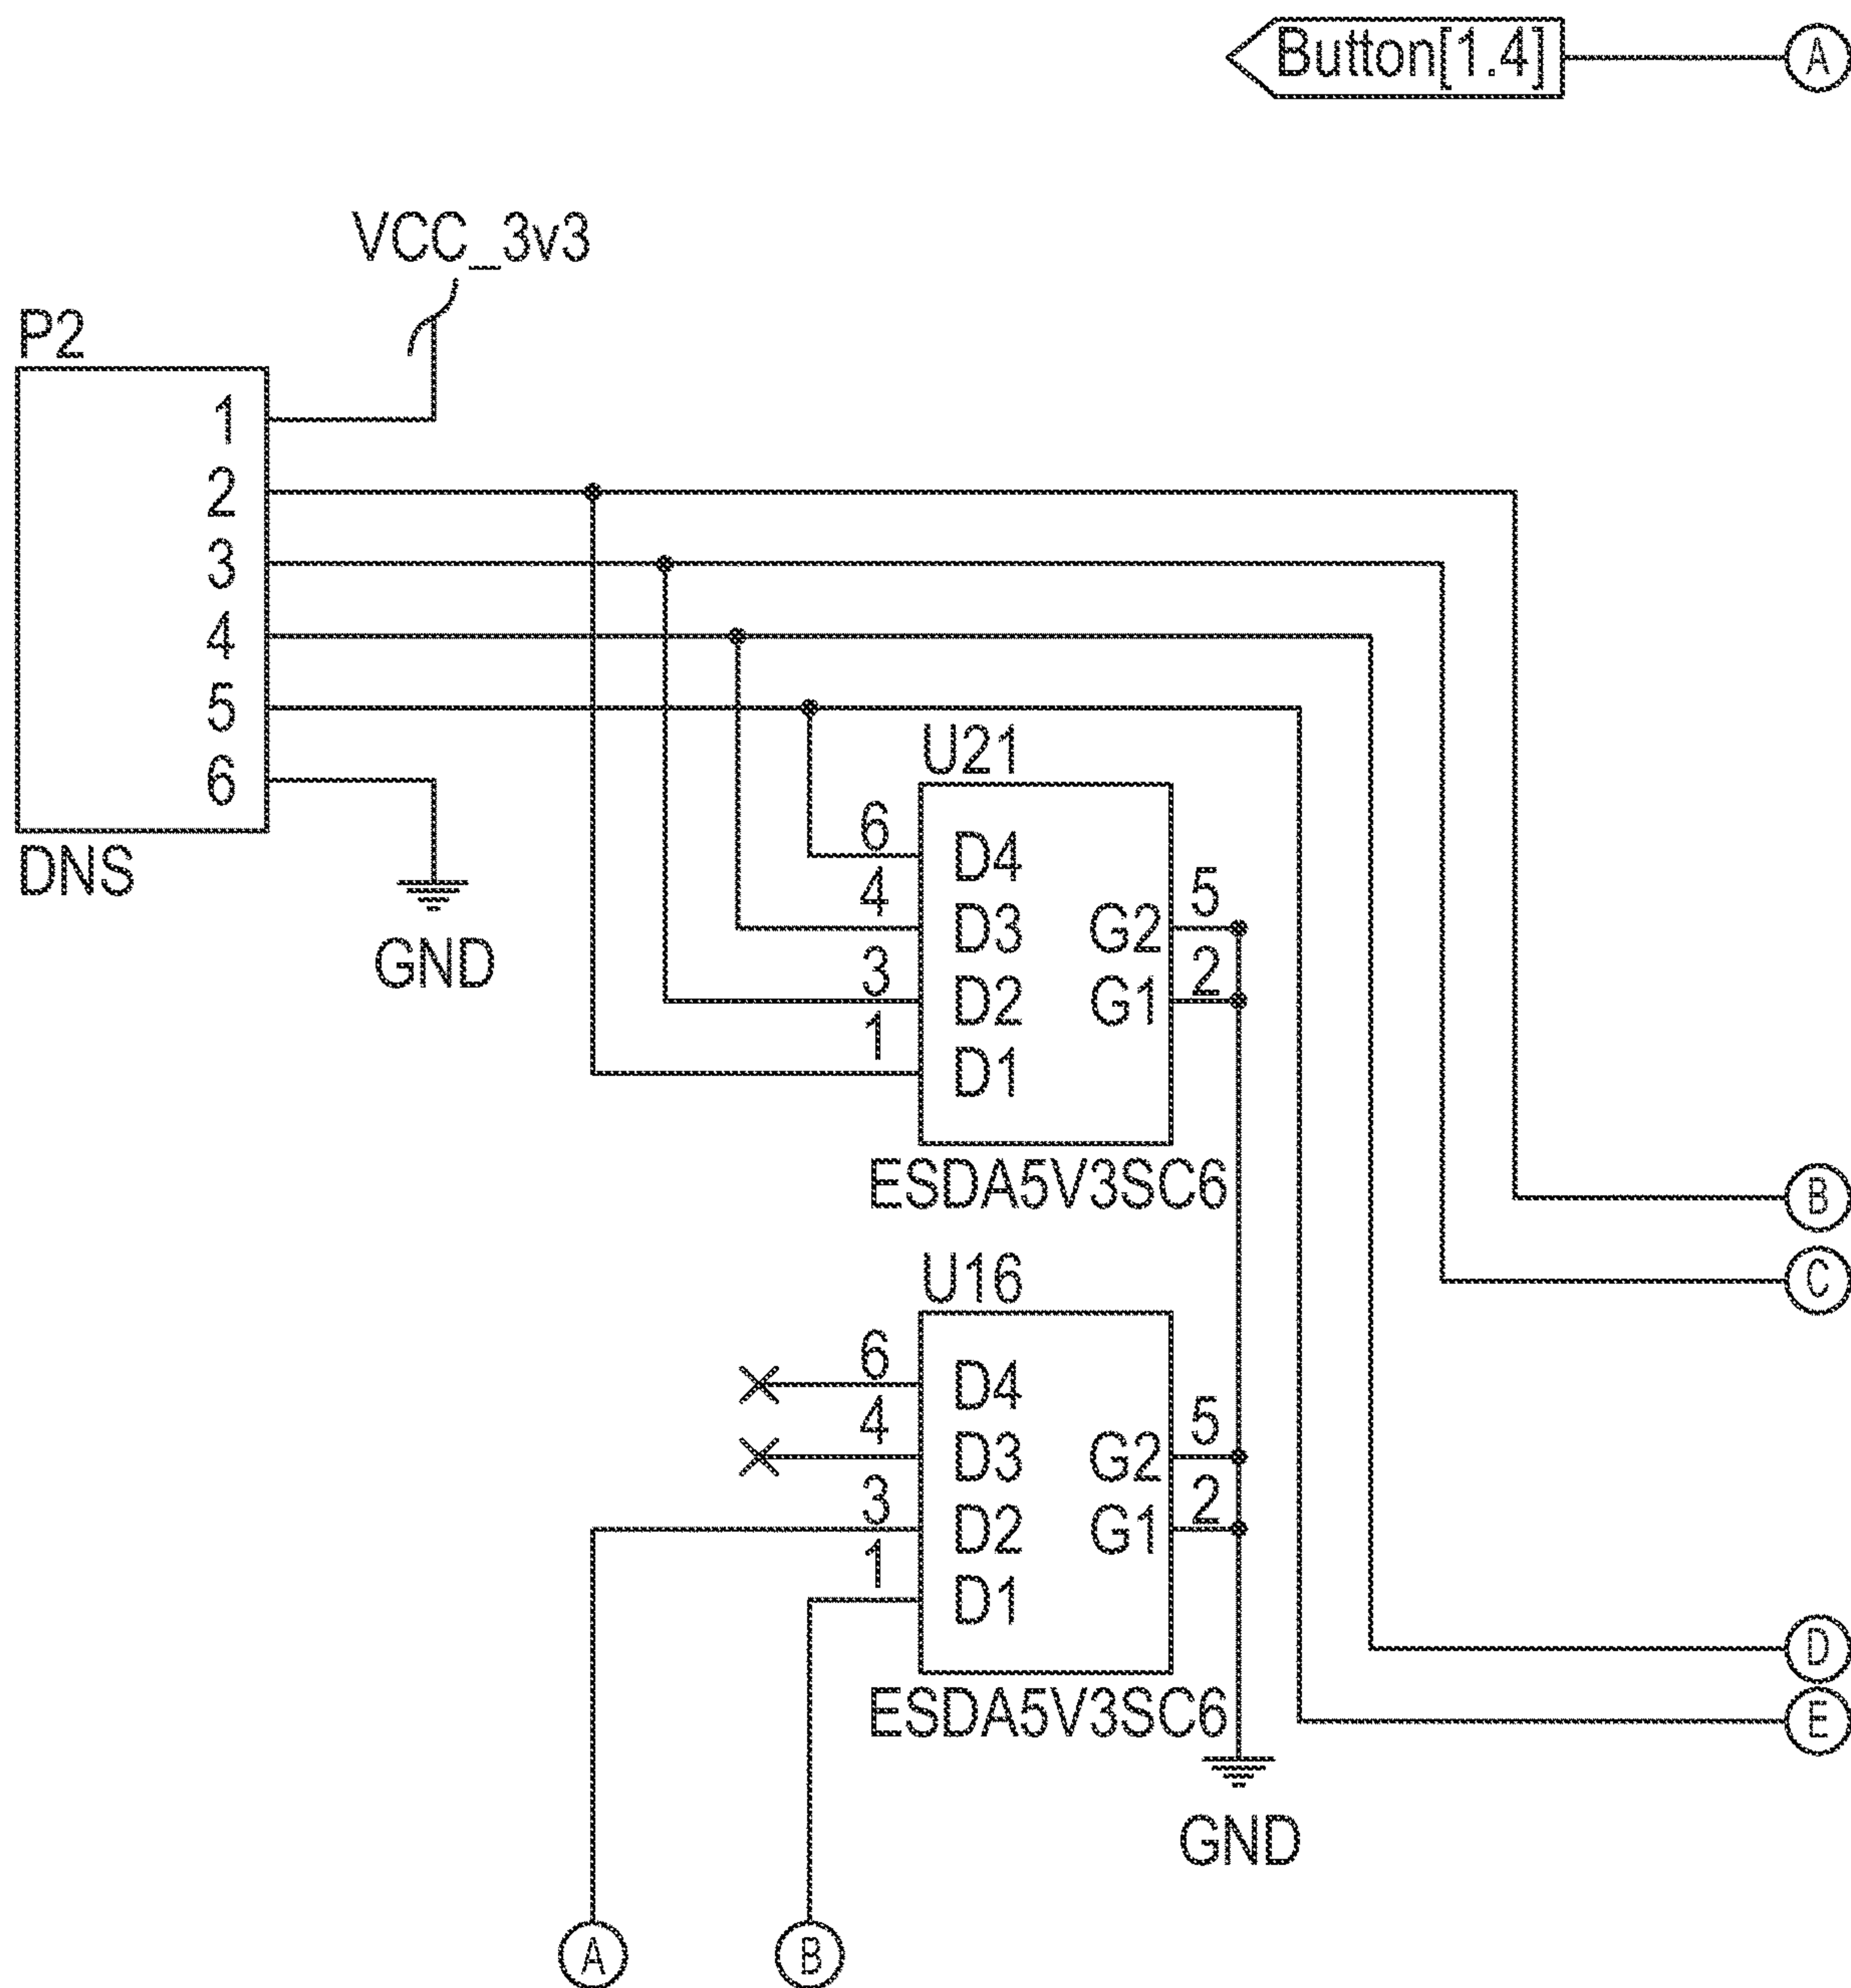 Button[1.4]
A
VCC_3v3
P2
1
2
3
4
5
6
DNS
GND
U21
6
D4
4
D3
G2
5
3
D2
G1
2
1
D1
ESDA5V3SC6
B
C
U16
6
D4
4
D3
G2
5
3
D2
G1
2
1
D1
ESDA5V3SC6
D
E
GND
A
B